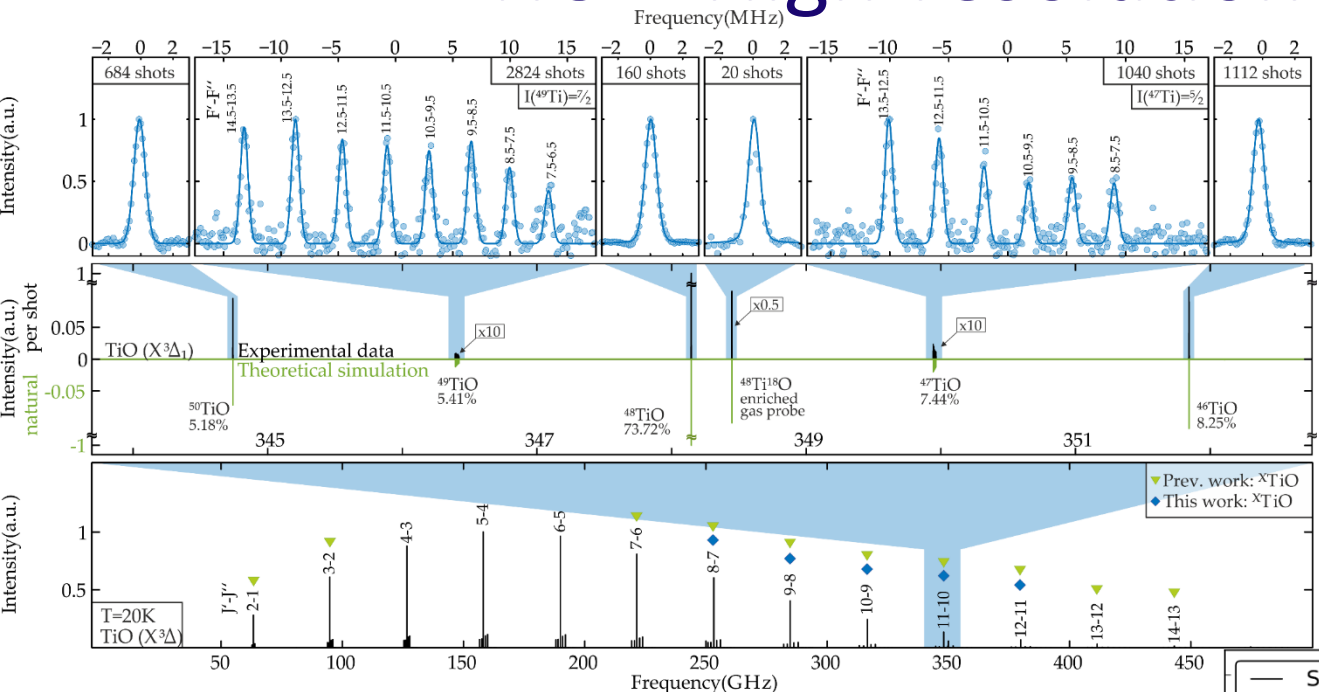 Frequency(MHz)
−2 0 2 −15 −10 −5 0 5 10 15 −2 0 2 −2 0 2 −15 −10 −5 0 5 10 15 −2 0 2
684 shots 2824 shots 160 shots 20 shots 1040 shots 1112 shots
I(⁴⁹Ti)=⁷⁄₂ I(⁴⁷Ti)=⁵⁄₂
F′-F″ 14.5-13.5 13.5-12.5 12.5-11.5 11.5-10.5 10.5-9.5 9.5-8.5 8.5-7.5 7.5-6.5
F′-F″ 13.5-12.5 12.5-11.5 11.5-10.5 10.5-9.5 9.5-8.5 8.5-7.5
Intensity(a.u.)
1
0.5
0
Intensity(a.u.)
natural per shot
1
0.05
0
-0.05
-1
TiO (X³Δ₁)
Experimental data
Theoretical simulation
x10
x0.5
x10
⁵⁰TiO
5.18%
⁴⁹TiO
5.41%
⁴⁸TiO
73.72%
⁴⁸Ti¹⁸O
enriched
gas probe
⁴⁷TiO
7.44%
⁴⁶TiO
8.25%
345 347 349 351
Intensity(a.u.)
1
0.5
Prev. work: ˣTiO
This work: ˣTiO
J′-J″ 2-1 3-2 4-3 5-4 6-5 7-6 8-7 9-8 10-9 11-10 12-11 13-12 14-13
T=20K
TiO (X³Δ)
50 100 150 200 250 300 350 400 450
Frequency(GHz)
S